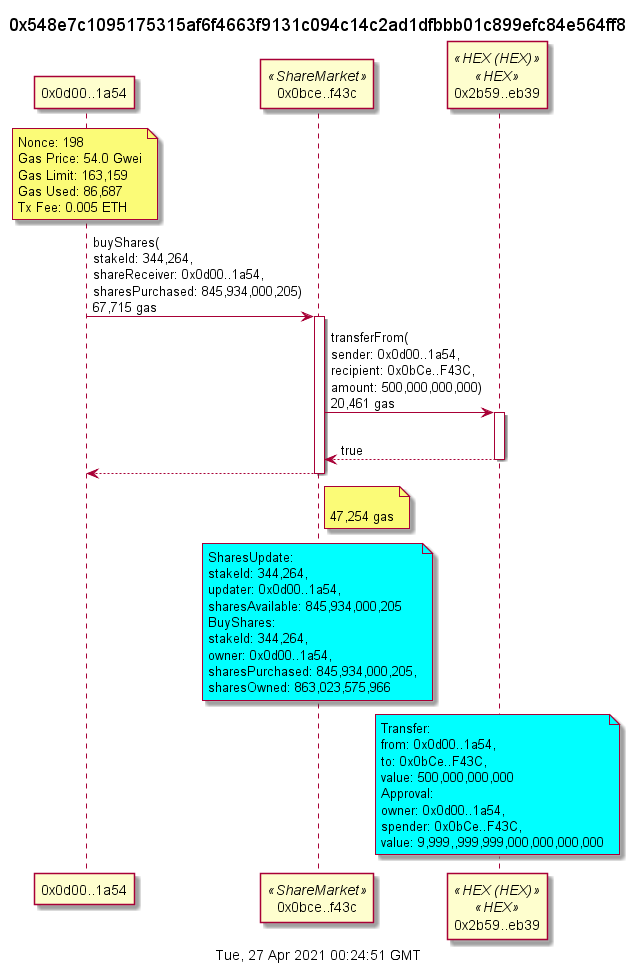 0x548e7c1095175315af6f4663f9131c094c14c2ad1dfbbb01c899efc84e564ff8
0x0d00..1a54
«ShareMarket»
0x0bce..f43c
«HEX (HEX)»
«HEX»
0x2b59..eb39
Nonce: 198
Gas Price: 54.0 Gwei
Gas Limit: 163,159
Gas Used: 86,687
Tx Fee: 0.005 ETH
buyShares(
stakeId: 344,264,
shareReceiver: 0x0d00..1a54,
sharesPurchased: 845,934,000,205)
67,715 gas
transferFrom(
sender: 0x0d00..1a54,
recipient: 0x0bCe..F43C,
amount: 500,000,000,000)
20,461 gas
true
47,254 gas
SharesUpdate:
stakeId: 344,264,
updater: 0x0d00..1a54,
sharesAvailable: 845,934,000,205
BuyShares:
stakeId: 344,264,
owner: 0x0d00..1a54,
sharesPurchased: 845,934,000,205,
sharesOwned: 863,023,575,966
Transfer:
from: 0x0d00..1a54,
to: 0x0bCe..F43C,
value: 500,000,000,000
Approval:
owner: 0x0d00..1a54,
spender: 0x0bCe..F43C,
value: 9,999,,999,999,000,000,000,000
0x0d00..1a54
«ShareMarket»
0x0bce..f43c
«HEX (HEX)»
«HEX»
0x2b59..eb39
Tue, 27 Apr 2021 00:24:51 GMT